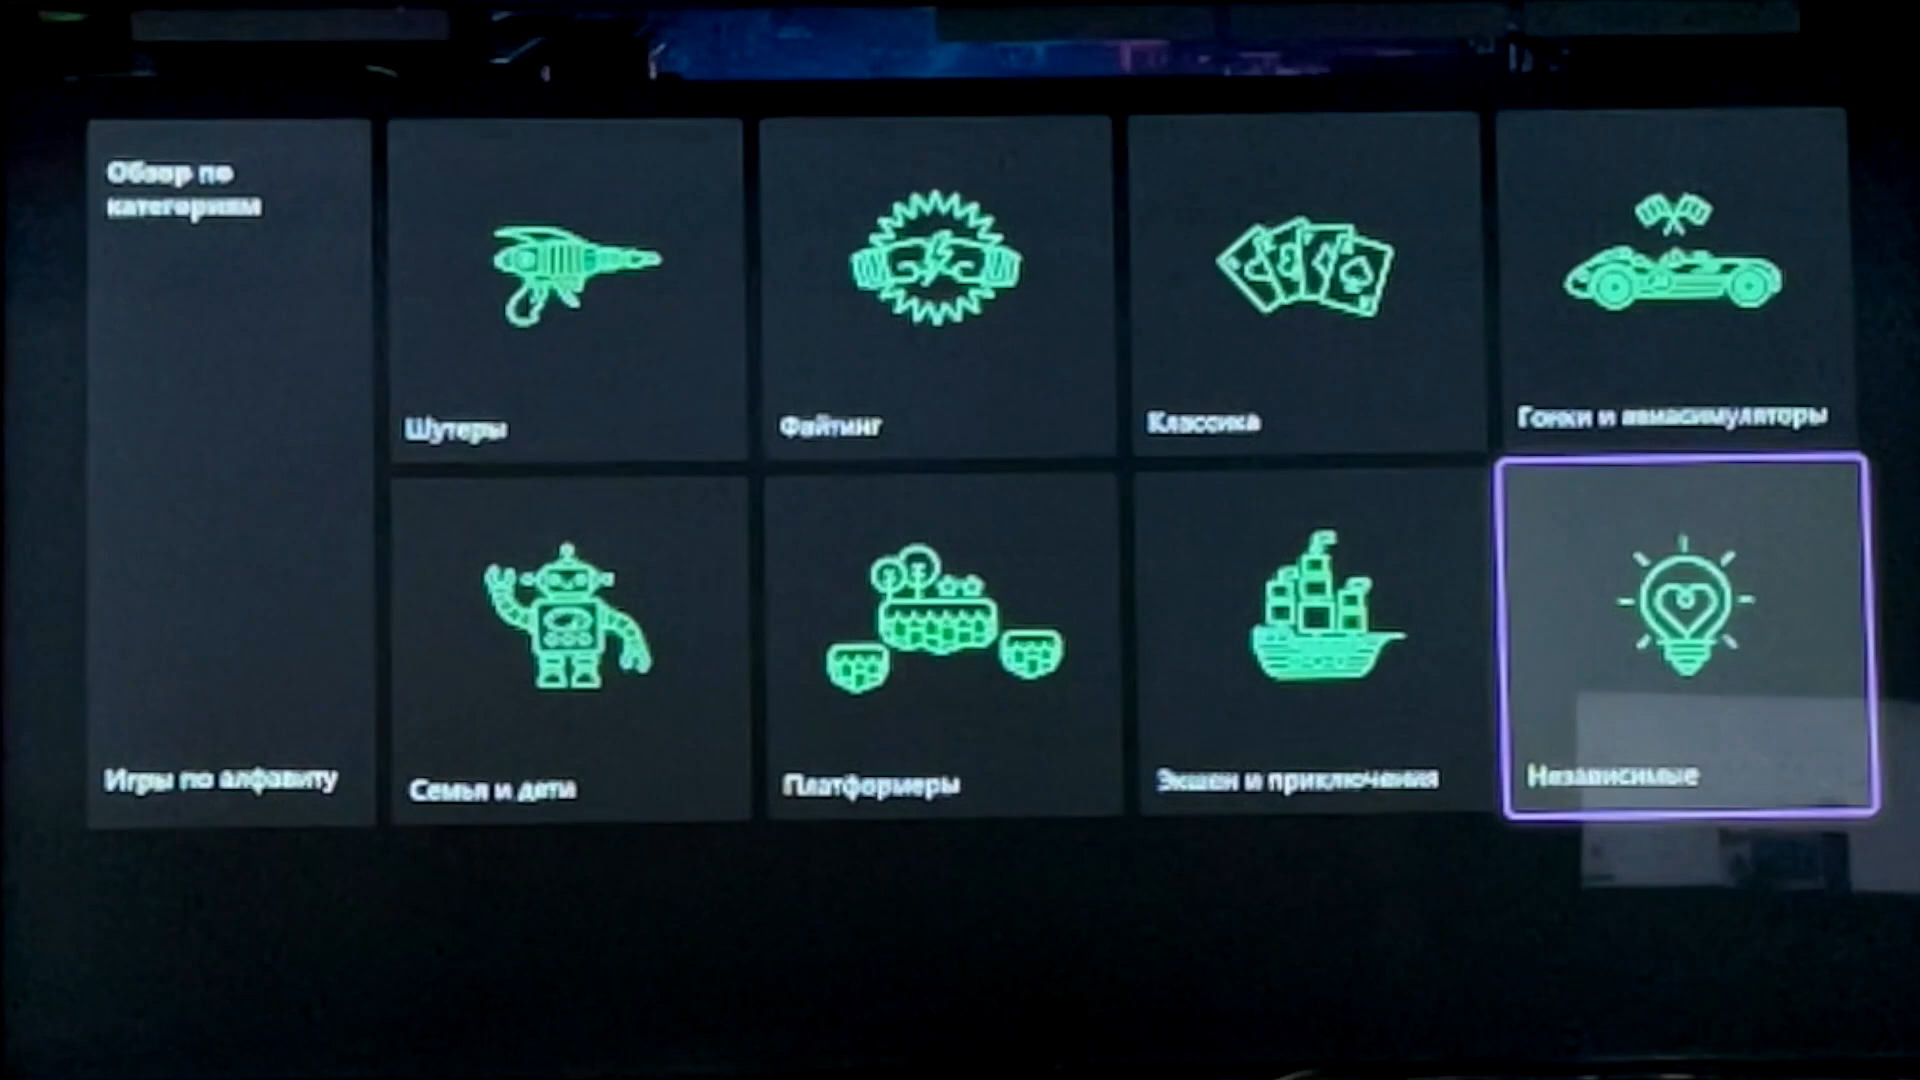 Обзор по
категориям
Игры по алфавиту
Шутеры
Файтинг
Классика
Гонки и авиасимуляторы
Семья и дети
Платформеры
Экшен и приключения
Независимые